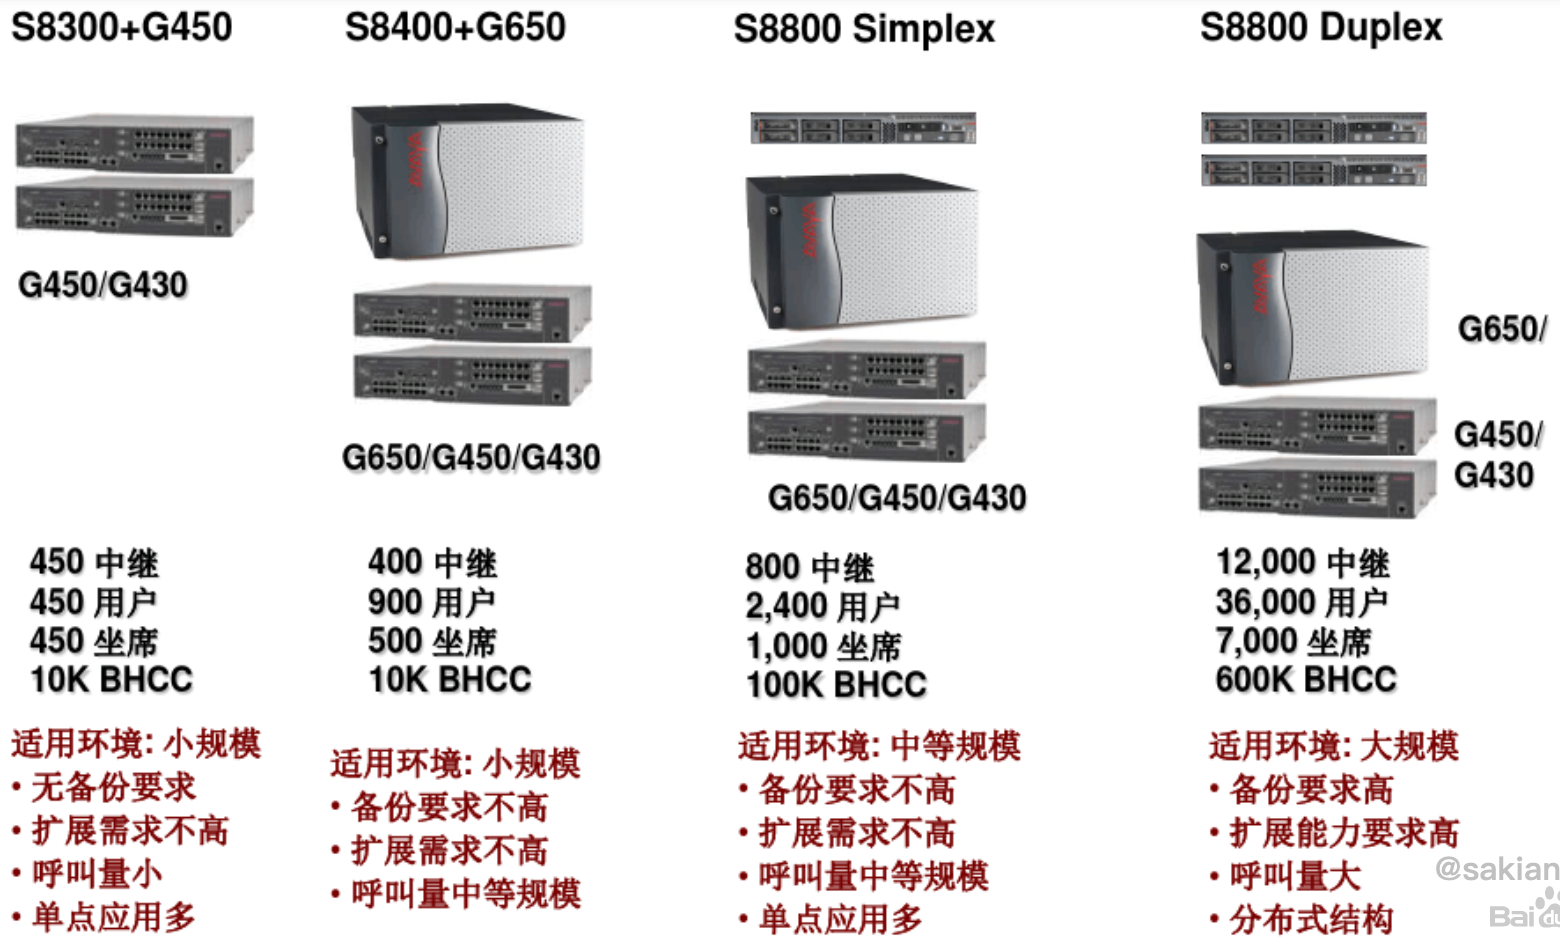 S8300+G450
G450/G430
450 中继
450 用户
450 坐席
10K BHCC
适用环境: 小规模
• 无备份要求
• 扩展需求不高
• 呼叫量小
• 单点应用多
S8400+G650
AVAYA
G650/G450/G430
400 中继
900 用户
500 坐席
10K BHCC
适用环境: 小规模
• 备份要求不高
• 扩展需求不高
• 呼叫量中等规模
S8800 Simplex
AVAYA
G650/G450/G430
800 中继
2,400 用户
1,000 坐席
100K BHCC
适用环境: 中等规模
• 备份要求不高
• 扩展需求不高
• 呼叫量中等规模
• 单点应用多
S8800 Duplex
AVAYA
G650/
G450/
G430
12,000 中继
36,000 用户
7,000 坐席
600K BHCC
适用环境: 大规模
• 备份要求高
• 扩展能力要求高
• 呼叫量大
• 分布式结构
@sakian
Bai du